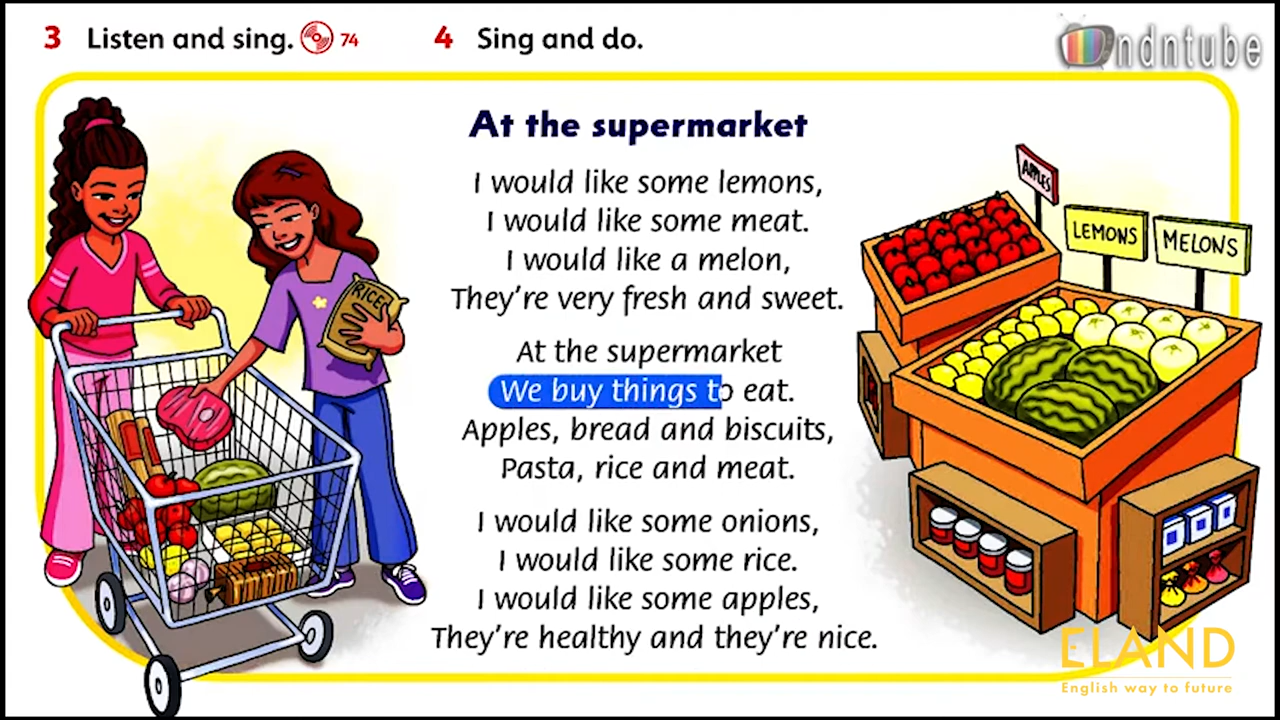 3 Listen and sing. 74 4 Sing and do.
ndntube
At the supermarket
I would like some lemons,
I would like some meat.
I would like a melon,
They're very fresh and sweet.
At the supermarket
We buy things to eat.
Apples, bread and biscuits,
Pasta, rice and meat.
I would like some onions,
I would like some rice.
I would like some apples,
They're healthy and they're nice.
RICE
APPLES
LEMONS
MELONS
ELAND
English way to future